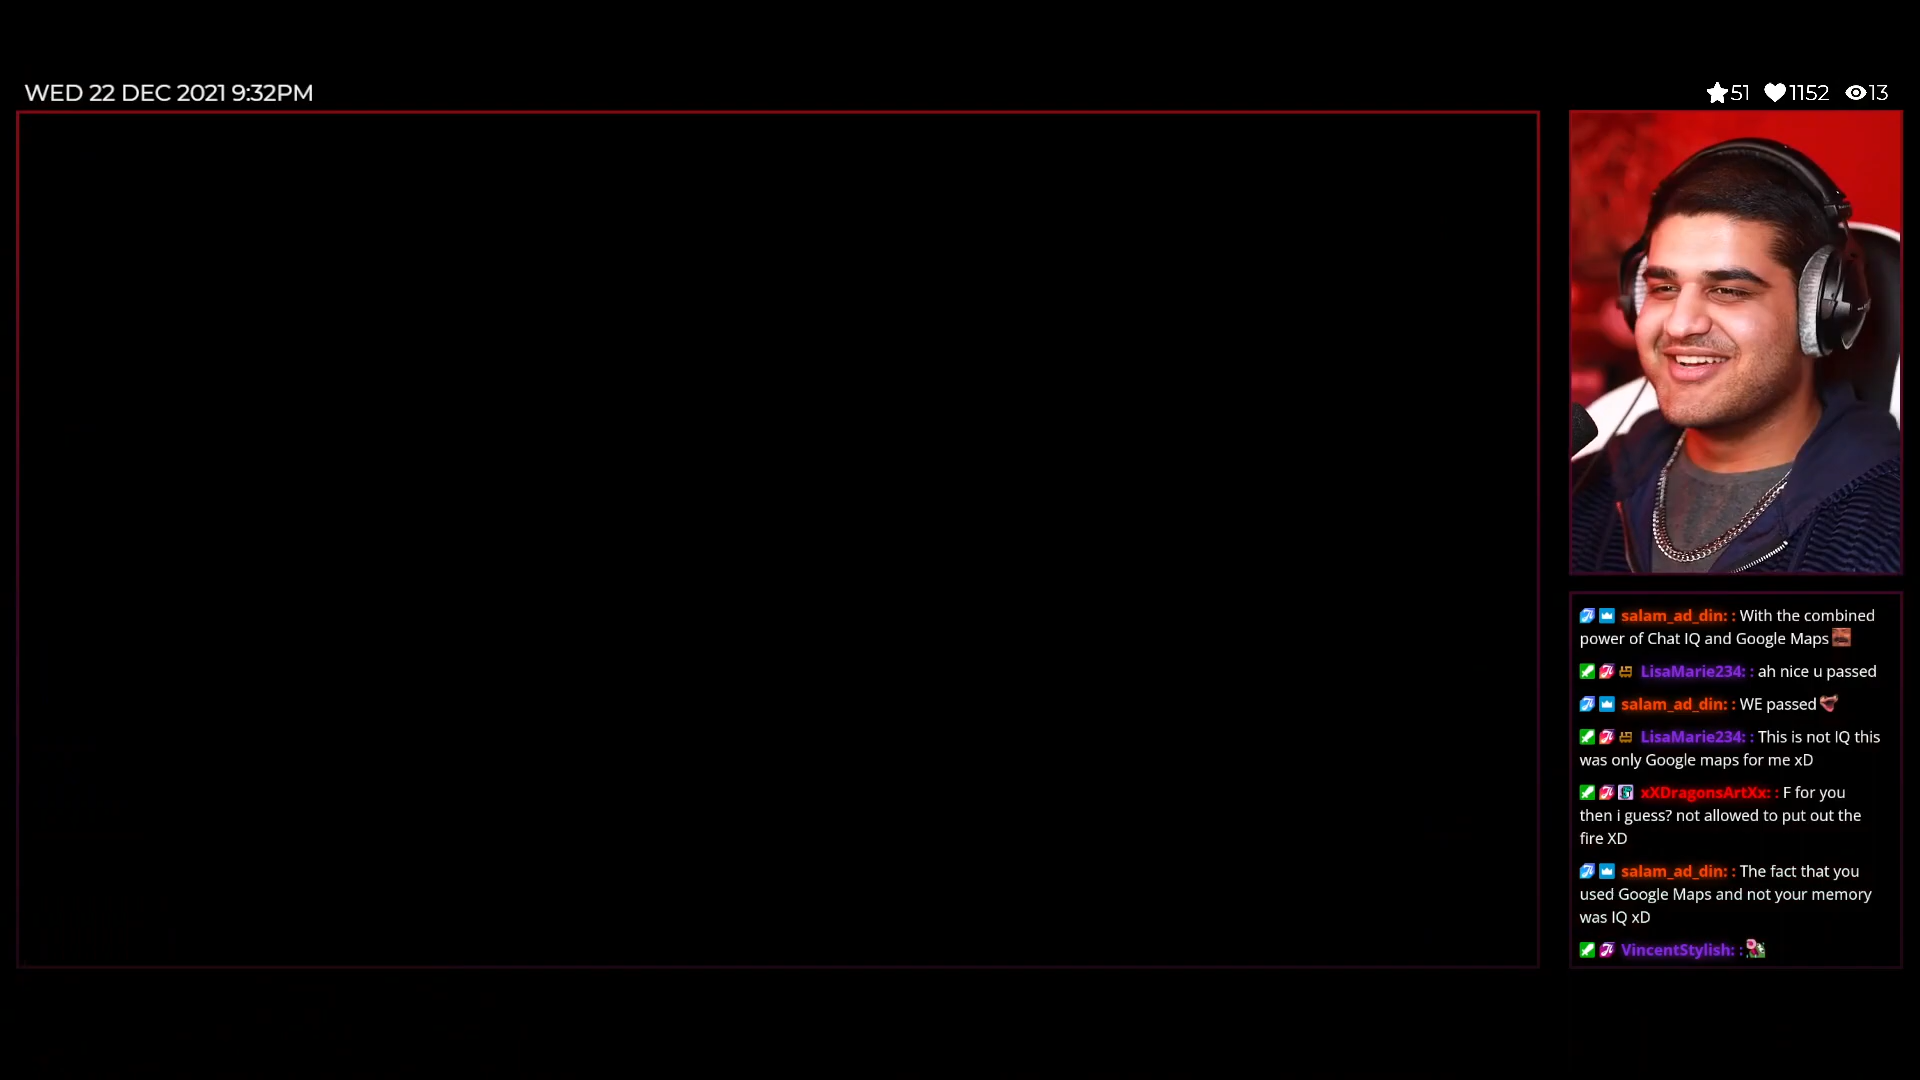 WED 22 DEC 2021 9:32PM
51 1152 13
salam_ad_din: : With the combined
power of Chat IQ and Google Maps
LisaMarie234: : ah nice u passed
salam_ad_din: : WE passed
LisaMarie234: : This is not IQ this
was only Google maps for me xD
xXDragonsArtXx: : F for you
then i guess? not allowed to put out the
fire XD
salam_ad_din: : The fact that you
used Google Maps and not your memory
was IQ xD
VincentStylish: :